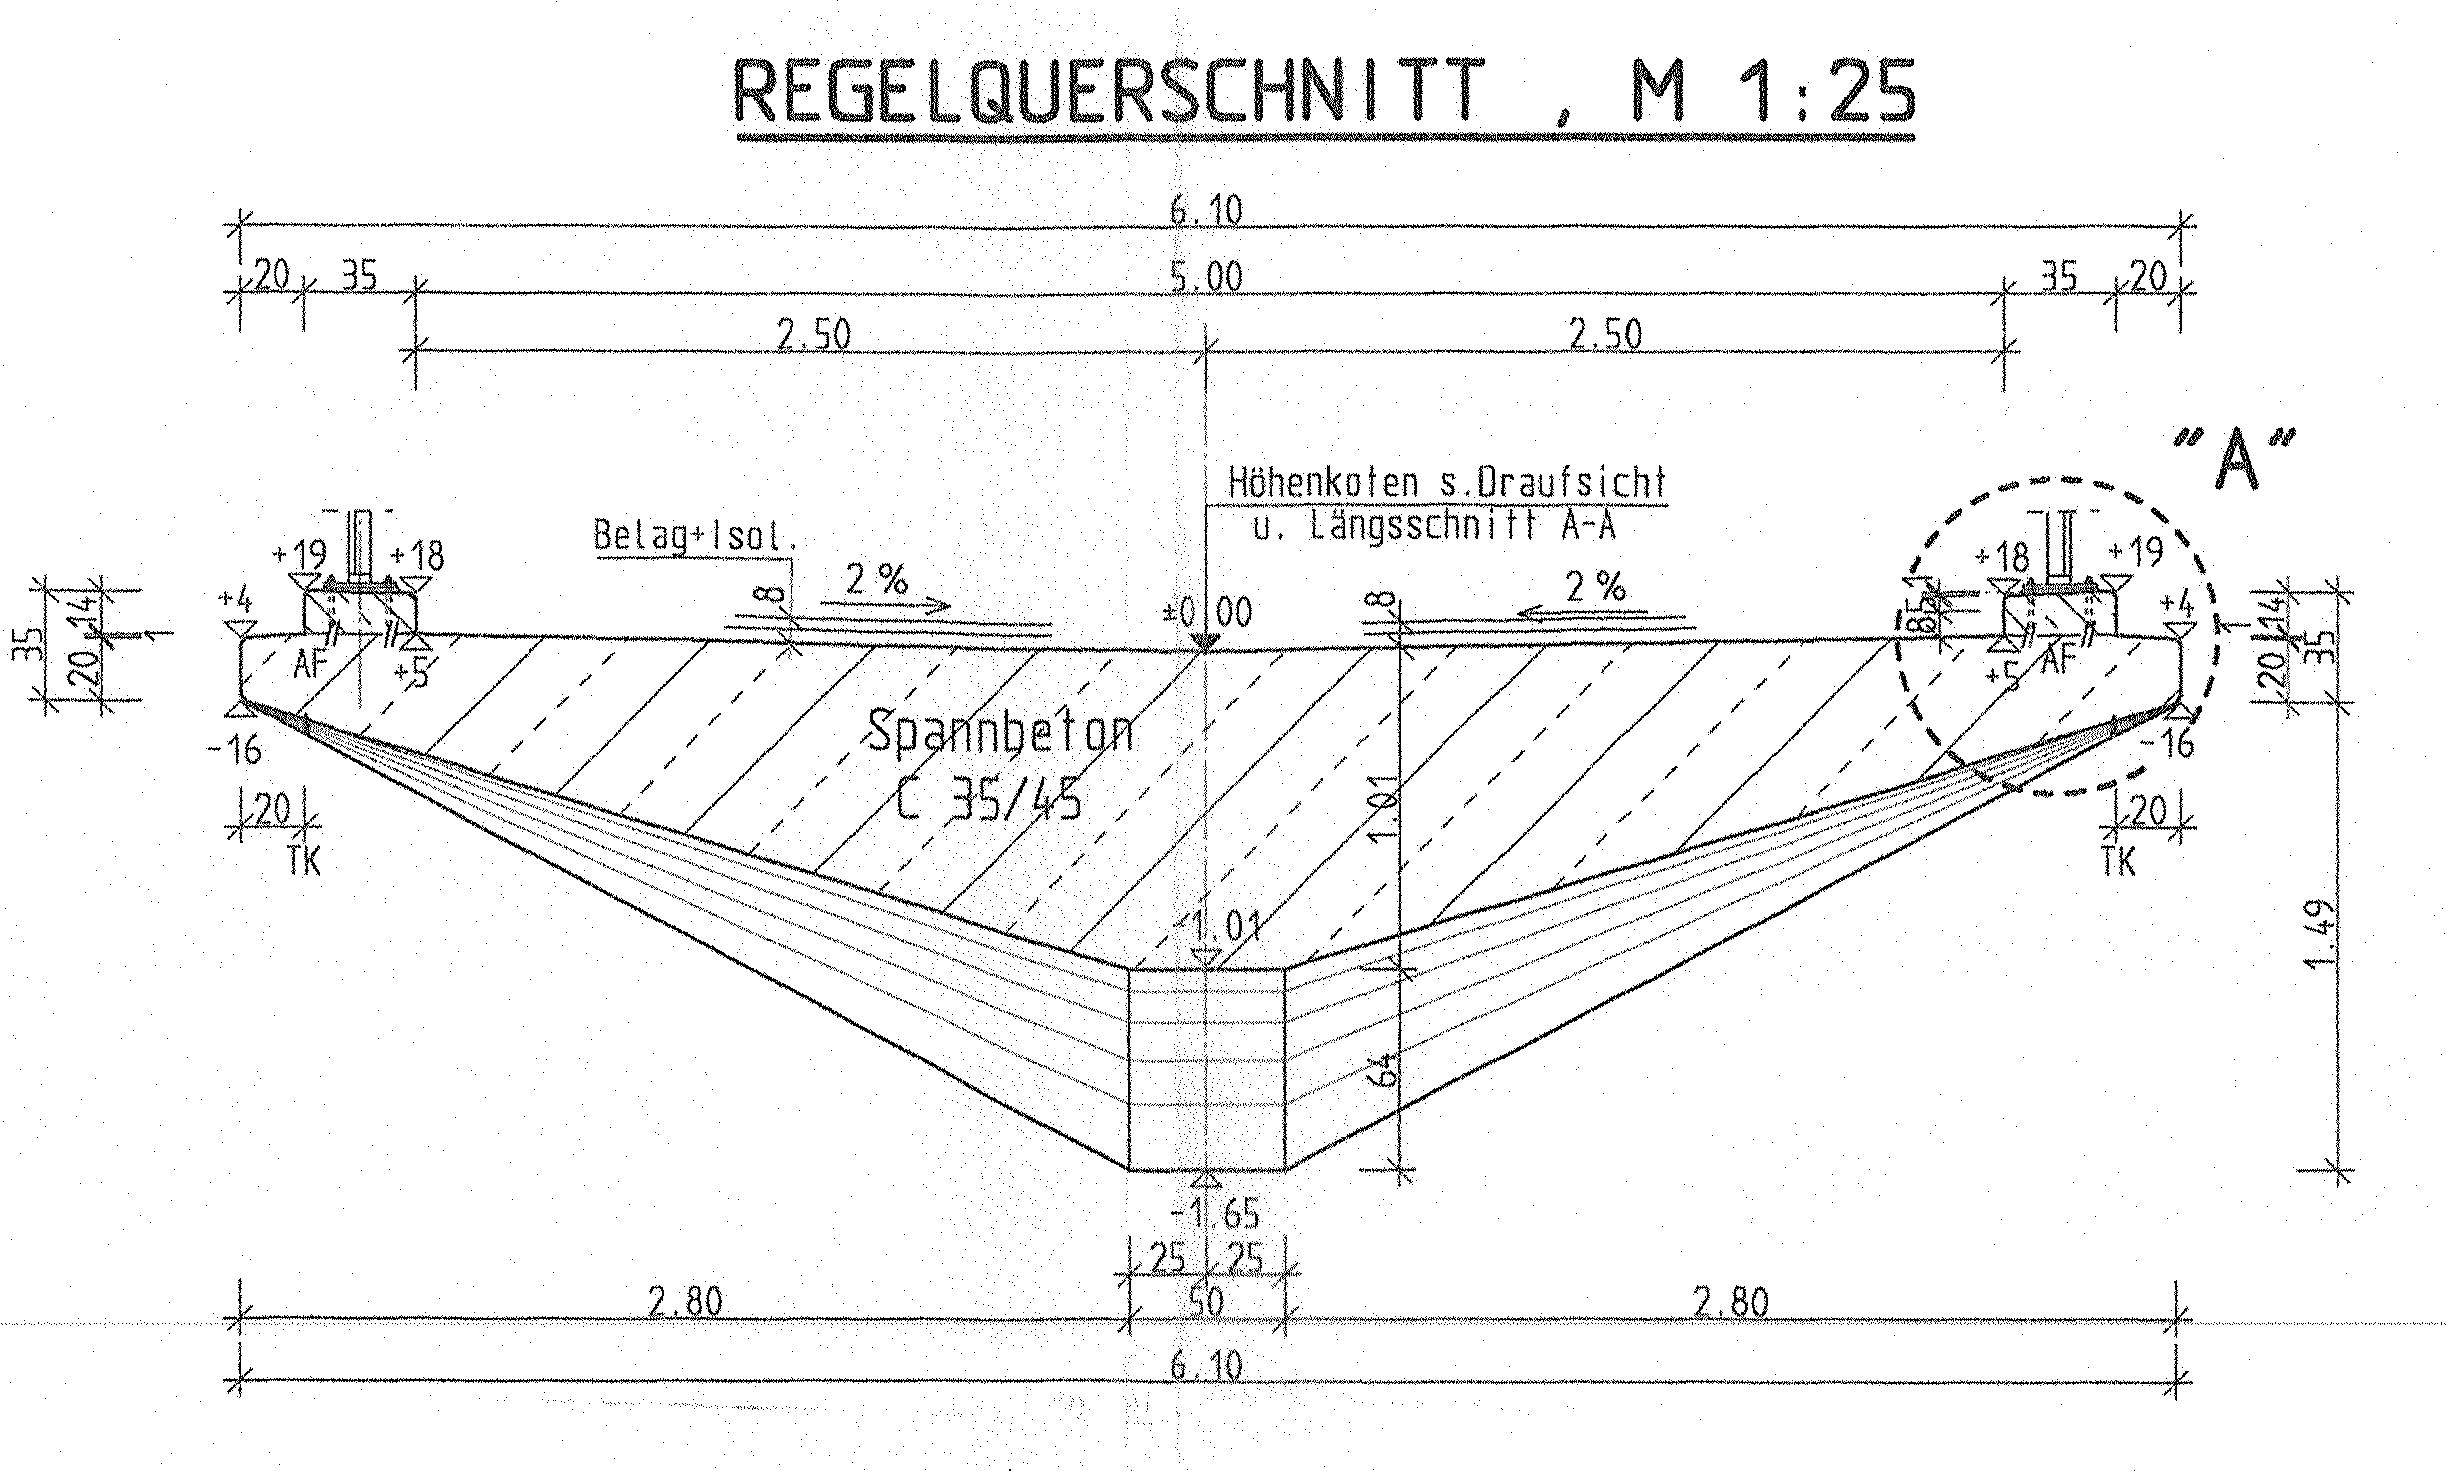 REGELQUERSCHNITT , M 1:25
6.10
20 35 5.00 35 20
2.50 2.50
"A"
Höhenkoten s.Draufsicht
u. Längsschnitt A-A
Belag+Isol.
+19 +18 +18 +19
2 % 2 %
8 8
+4 ±0.00 +4
35 14 20 1
8 5 1
1 14 20 35
AF +5 +5 AF
-16 -16
Spannbeton
C 35/45
20 20
TK TK
1.01
-1.01
1.49
64
-1.65
25 25
2.80 50 2.80
6.10